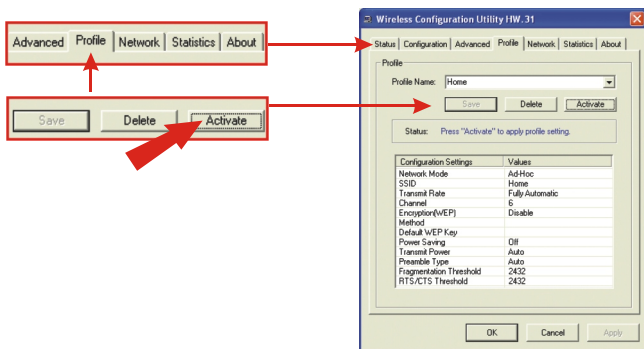 Advanced Profile Network Statistics About
Save Delete Activate
Wireless Configuration Utility HW.31
Status Configuration Advanced Profile Network Statistics About
Profile
Profile Name: Home
Save Delete Activate
Status: Press "Activate" to apply profile setting.
Configuration Settings Values
Network Mode Ad-Hoc
SSID Home
Transmit Rate Fully Automatic
Channel 6
Encryption(WEP) Disable
Method
Default WEP Key
Power Saving Off
Transmit Power Auto
Preamble Type Auto
Fragmentation Threshold 2432
RTS/CTS Threshold 2432
OK Cancel Apply